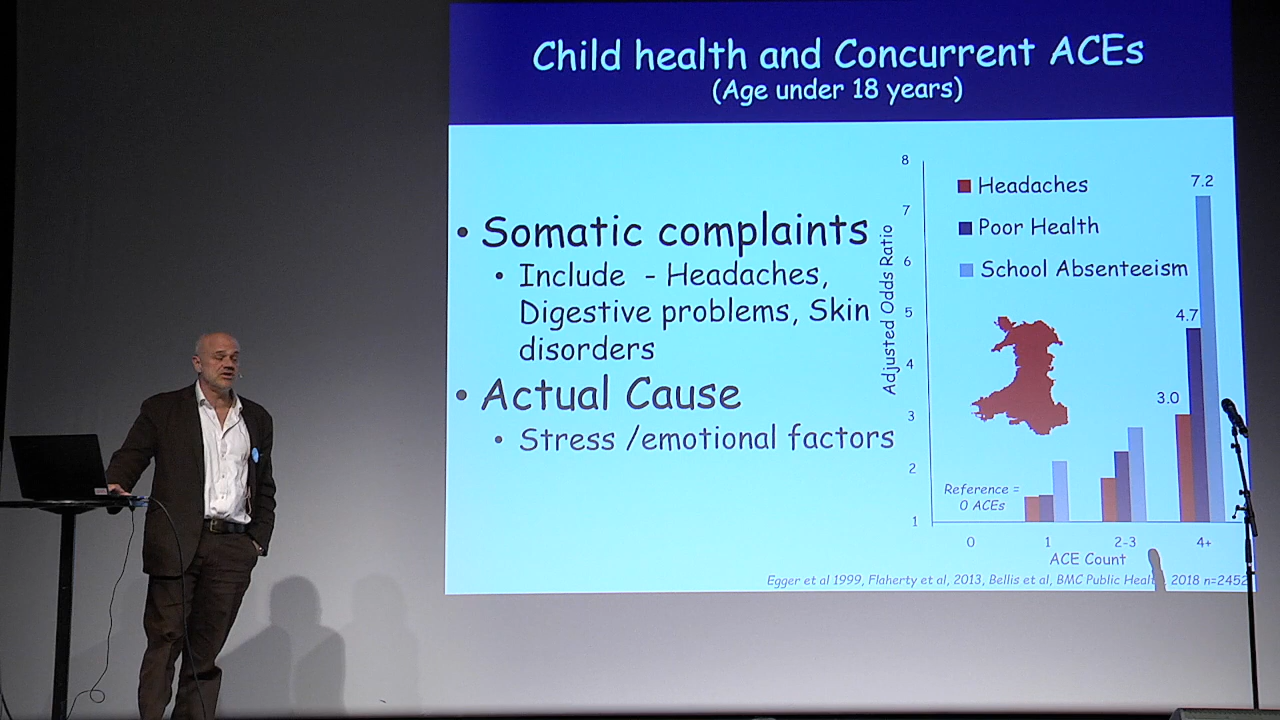 Child health and Concurrent ACEs
(Age under 18 years)
• Somatic complaints
• Include - Headaches,
Digestive problems, Skin
disorders
• Actual Cause
• Stress /emotional factors
Adjusted Odds Ratio
8
7
6
5
4
3
2
1
Headaches
Poor Health
School Absenteeism
7.2
4.7
3.0
Reference =
0 ACEs
0 1 2-3 4+
ACE Count
Egger et al 1999, Flaherty et al, 2013, Bellis et al, BMC Public Health, 2018 n=2452